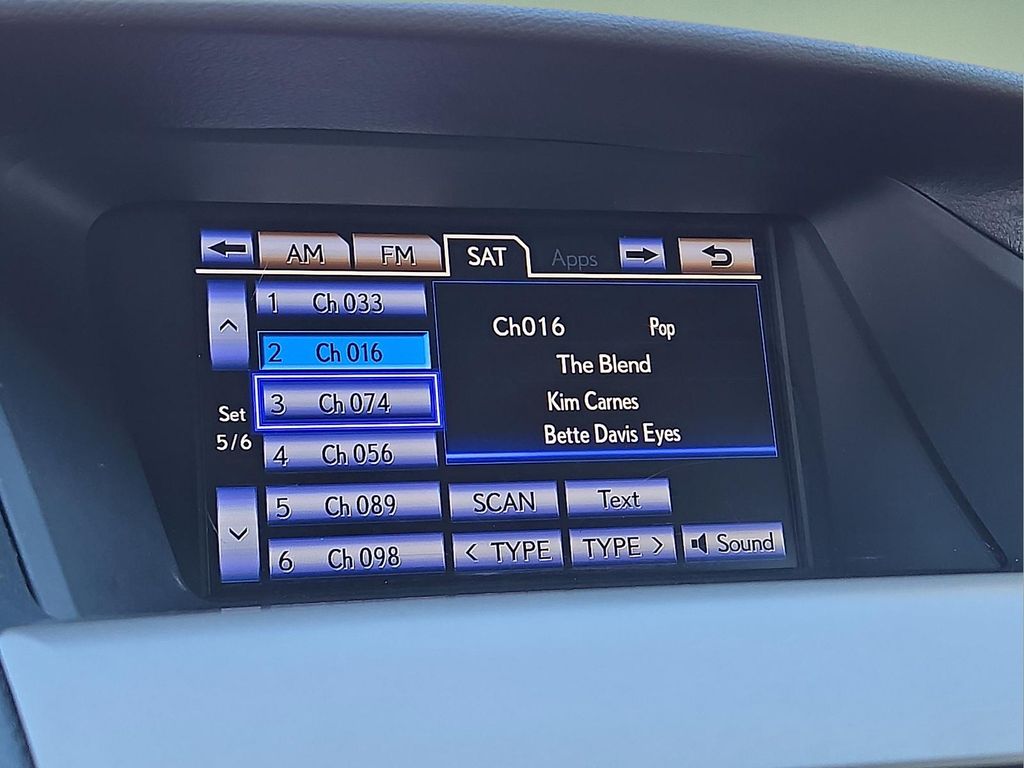 AM FM SAT Apps
1 Ch 033
2 Ch 016
3 Ch 074
4 Ch 056
5 Ch 089
6 Ch 098
Set
5/6
Ch016 Pop
The Blend
Kim Carnes
Bette Davis Eyes
SCAN Text
< TYPE TYPE > Sound